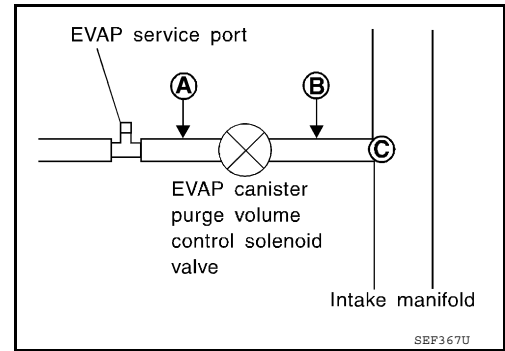 EVAP service port
A
B
C
EVAP canister
purge volume
control solenoid
valve
Intake manifold
SEF367U